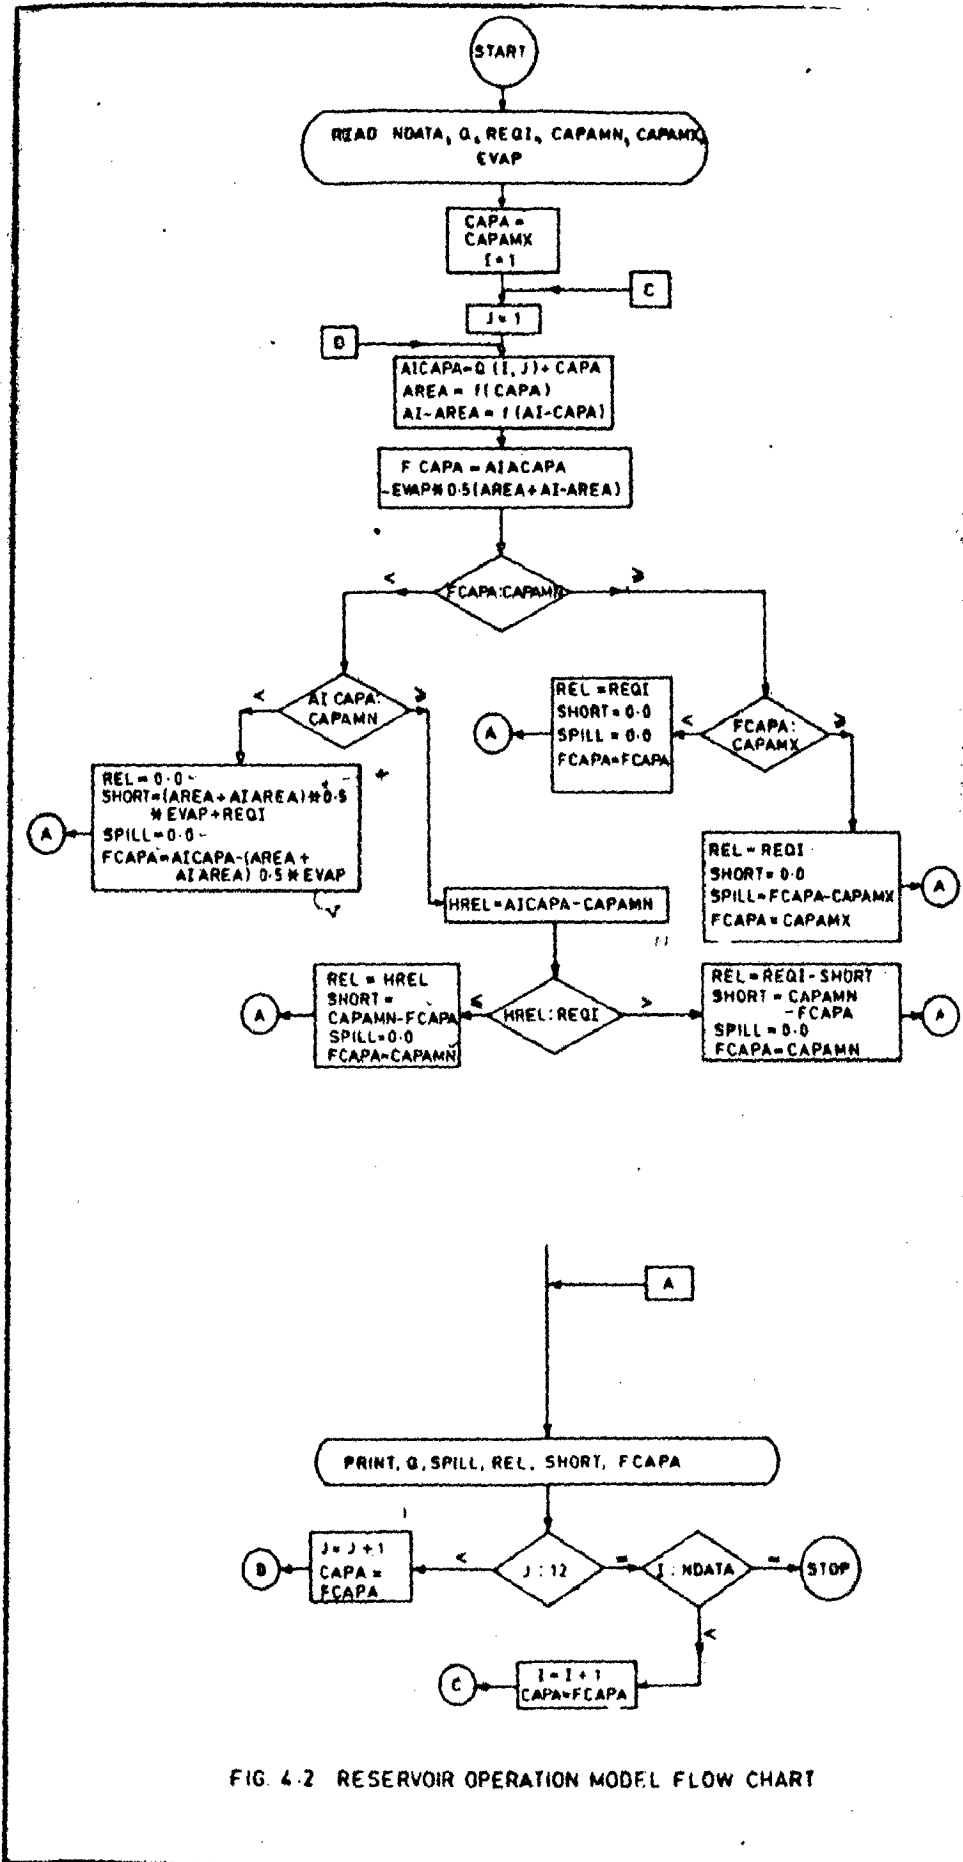 START
READ NDATA, Q, REQI, CAPAMN, CAPAMX,
EVAP
CAPA =
CAPAMX
I = 1
C
J = 1
D
AICAPA=Q (I, J)+ CAPA
AREA = f(CAPA)
AI-AREA = f (AI-CAPA)
F CAPA = AIACAPA
-EVAP*0.5(AREA+AI-AREA)
FCAPA:CAPAMN
<
≥
AI CAPA:
CAPAMN
<
≥
REL = REQI
SHORT = 0.0
SPILL = 0.0
FCAPA=FCAPA
A
<
FCAPA:
CAPAMX
≥
REL = 0.0
SHORT=(AREA+AIAREA)*0.5
*EVAP+REQI
SPILL=0.0
FCAPA=AICAPA-(AREA+
AIAREA) 0.5*EVAP
A
REL = REQI
SHORT = 0.0
SPILL=FCAPA-CAPAMX
FCAPA = CAPAMX
A
HREL=AICAPA-CAPAMN
REL = HREL
SHORT =
CAPAMN-FCAPA
SPILL=0.0
FCAPA=CAPAMN
A
≤
HREL:REQI
>
REL=REQI-SHORT
SHORT = CAPAMN
-FCAPA
SPILL = 0.0
FCAPA=CAPAMN
A
A
PRINT, Q, SPILL, REL, SHORT, FCAPA
D
J= J+1
CAPA =
FCAPA
<
J : 12
=
I : NDATA
=
STOP
<
C
I = I + 1
CAPA=FCAPA
FIG. 4.2 RESERVOIR OPERATION MODEL FLOW CHART